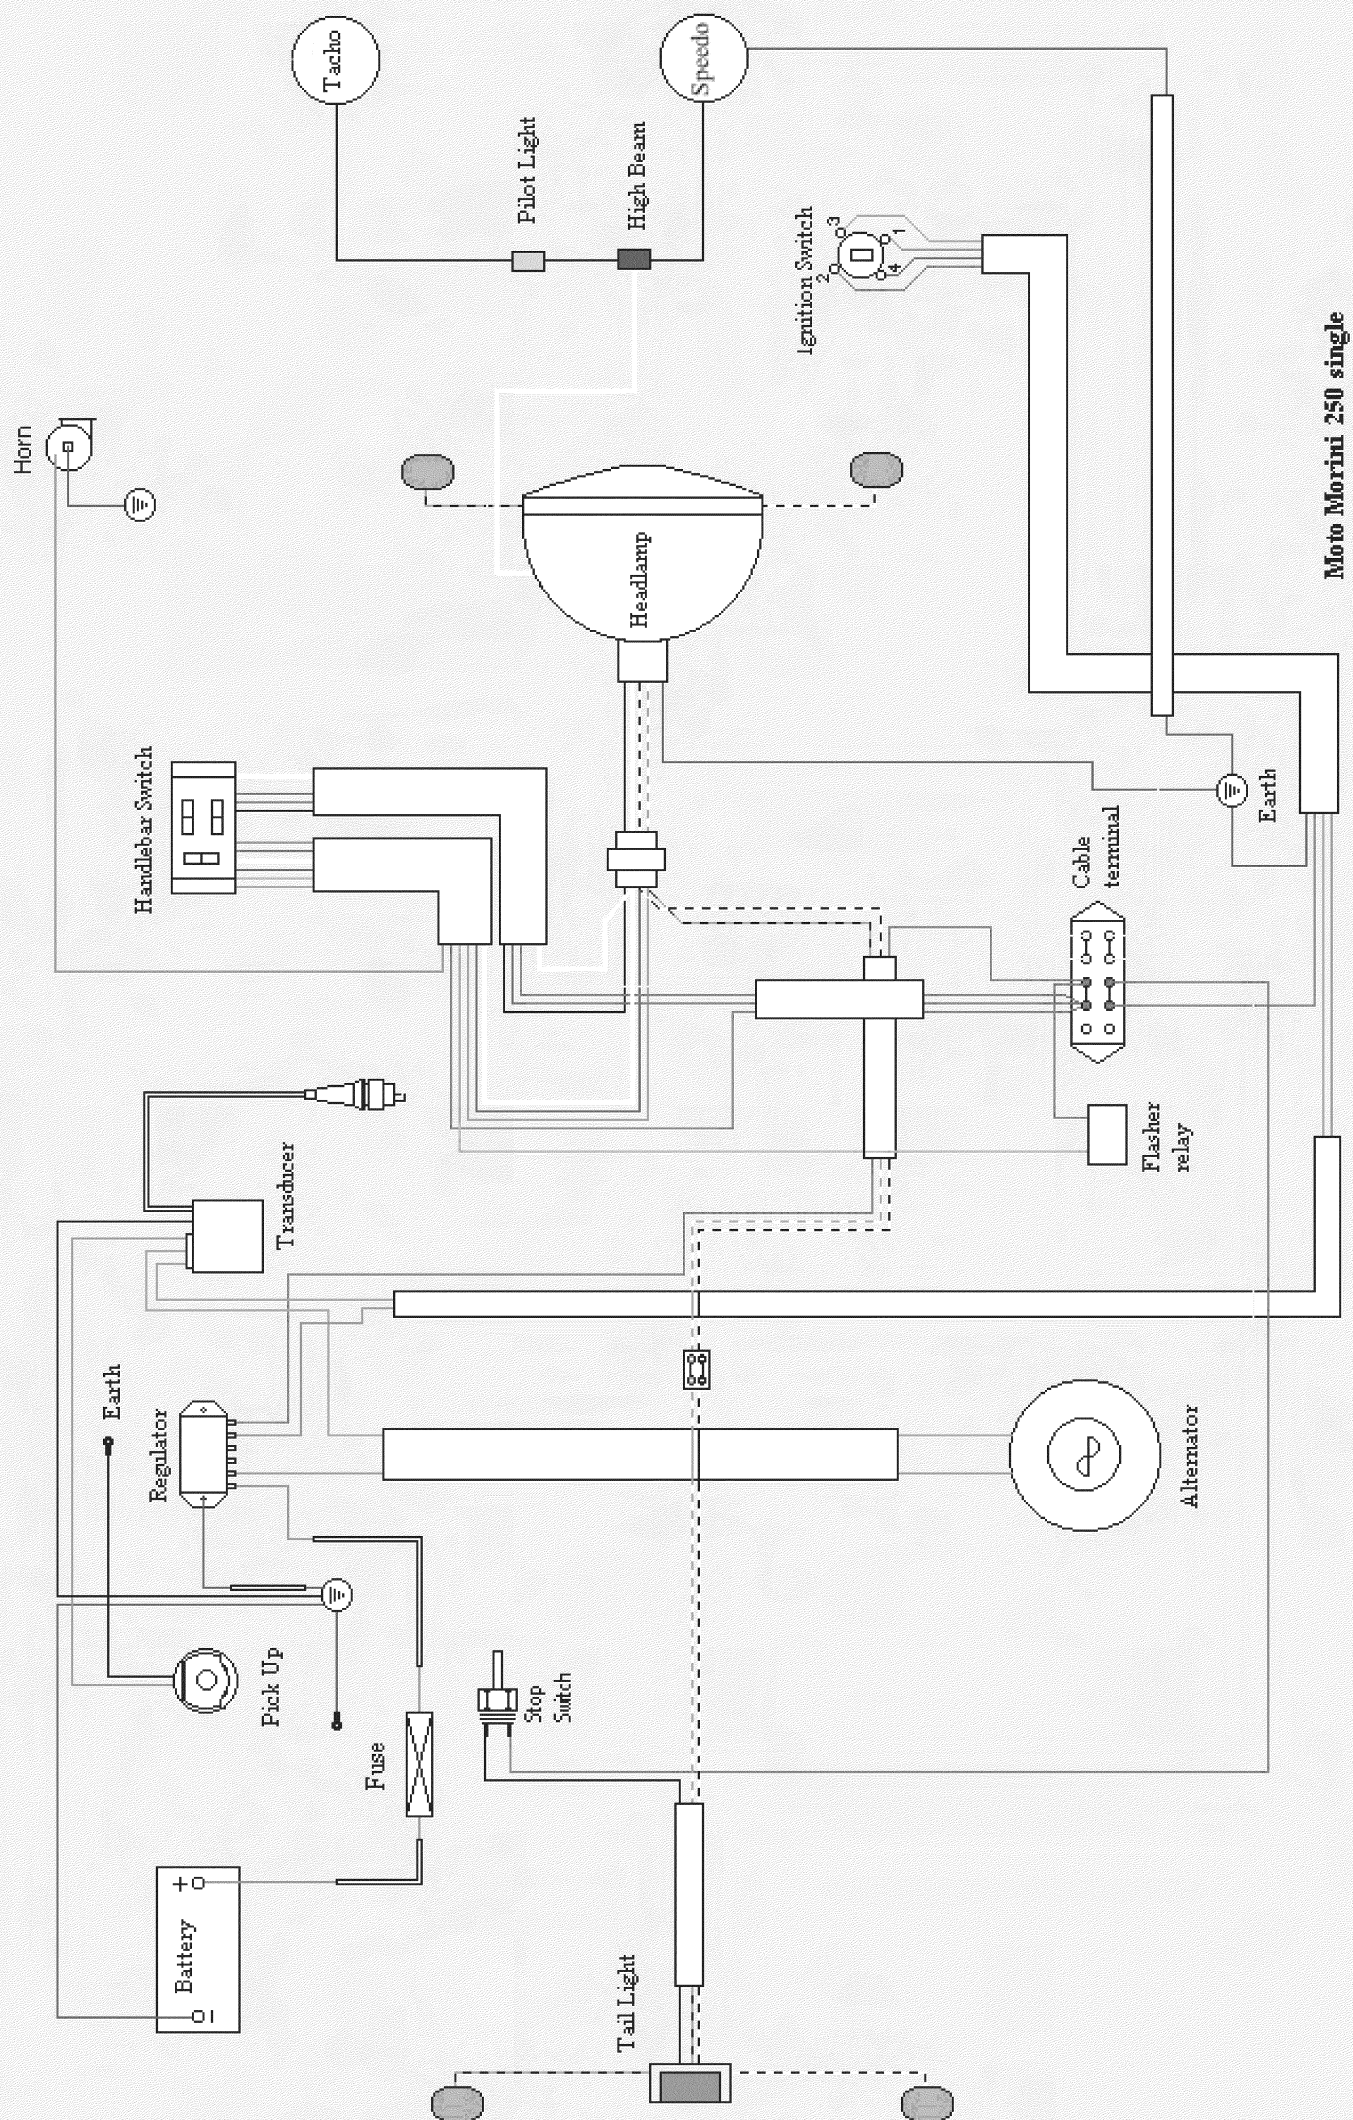 Tacho
Speedo
Pilot Light
High Beam
Ignition Switch
2
3
4
1
Horn
Headlamp
Moto Morini 250 single
Handlebar Switch
Earth
Cable
terminal
Transducer
Flasher
relay
Earth
Regulator
Alternator
Pick Up
Stop
Switch
Fuse
Battery
+
−
Tail Light